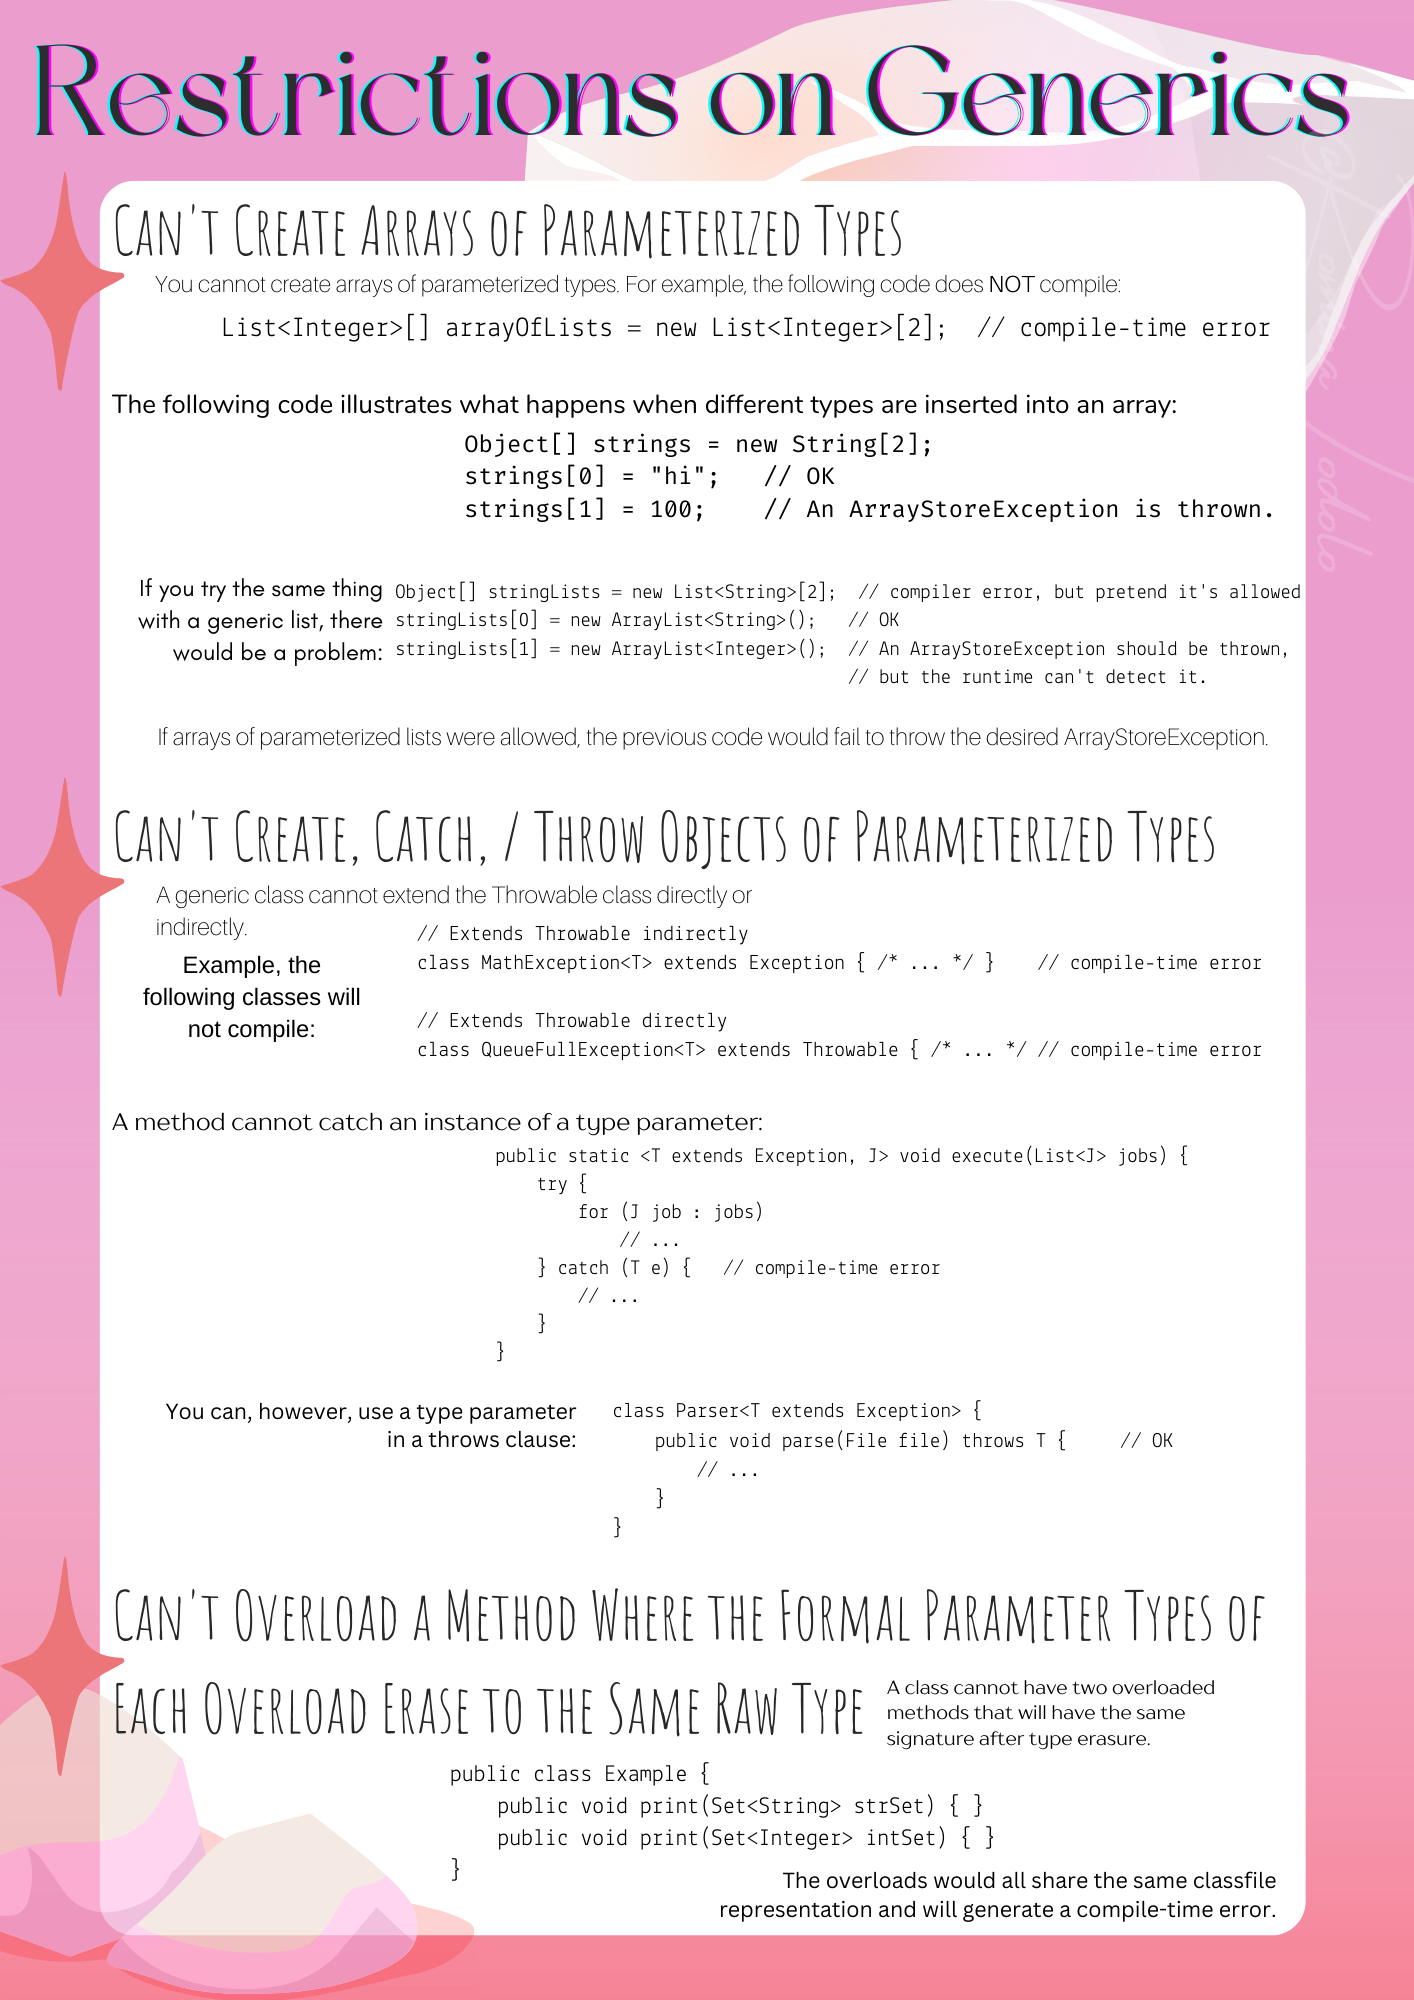 Restrictions on Generics
Can't Create Arrays of Parameterized Types
You cannot create arrays of parameterized types. For example, the following code does NOT compile:
List<Integer>[] arrayOfLists = new List<Integer>[2];  // compile-time error
The following code illustrates what happens when different types are inserted into an array:
Object[] strings = new String[2];
strings[0] = "hi";   // OK
strings[1] = 100;    // An ArrayStoreException is thrown.
If you try the same thing
with a generic list, there
would be a problem:
Object[] stringLists = new List<String>[2];  // compiler error, but pretend it's allowed
stringLists[0] = new ArrayList<String>();   // OK
stringLists[1] = new ArrayList<Integer>();  // An ArrayStoreException should be thrown,
// but the runtime can't detect it.
If arrays of parameterized lists were allowed, the previous code would fail to throw the desired ArrayStoreException.
Can't Create, Catch, / Throw Objects of Parameterized Types
A generic class cannot extend the Throwable class directly or
indirectly.
Example, the
following classes will
not compile:
// Extends Throwable indirectly
class MathException<T> extends Exception { /* ... */ }    // compile-time error
// Extends Throwable directly
class QueueFullException<T> extends Throwable { /* ... */ // compile-time error
A method cannot catch an instance of a type parameter:
public static <T extends Exception, J> void execute(List<J> jobs) {
try {
for (J job : jobs)
// ...
} catch (T e) {   // compile-time error
// ...
}
}
You can, however, use a type parameter
in a throws clause:
class Parser<T extends Exception> {
public void parse(File file) throws T {     // OK
// ...
}
}
Can't Overload a Method Where the Formal Parameter Types of
Each Overload Erase to the Same Raw Type
A class cannot have two overloaded
methods that will have the same
signature after type erasure.
public class Example {
public void print(Set<String> strSet) { }
public void print(Set<Integer> intSet) { }
}
The overloads would all share the same classfile
representation and will generate a compile-time error.